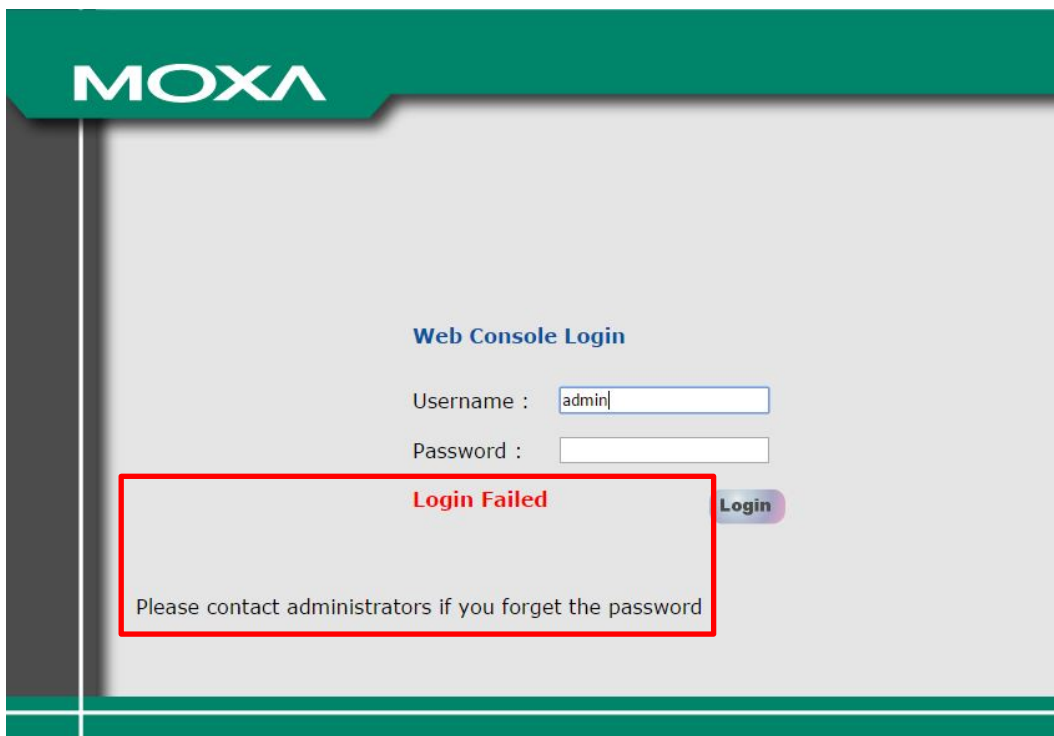 MOXA
Web Console Login
Username : admin
Password :
Login Failed
Login
Please contact administrators if you forget the password